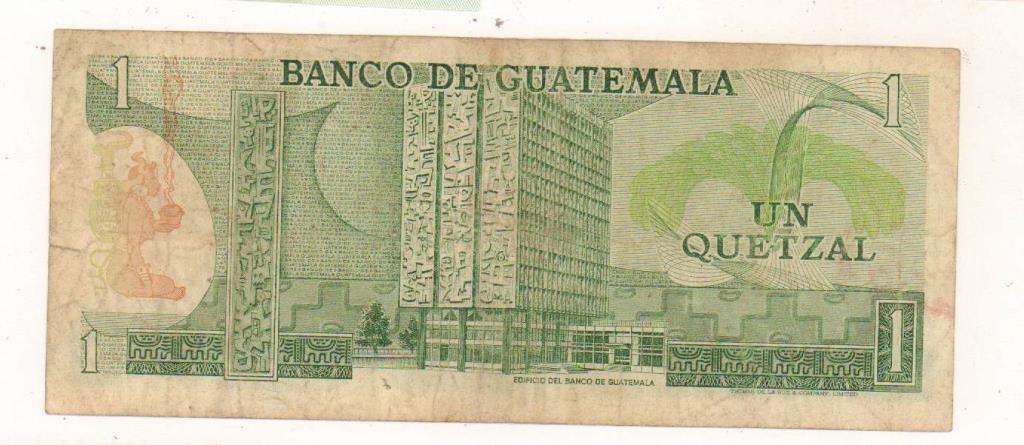 1
BANCO DE GUATEMALA
1
UN
QUETZAL
1
1
EDIFICIO DEL BANCO DE GUATEMALA
THOMAS DE LA RUE & COMPANY, LIMITED